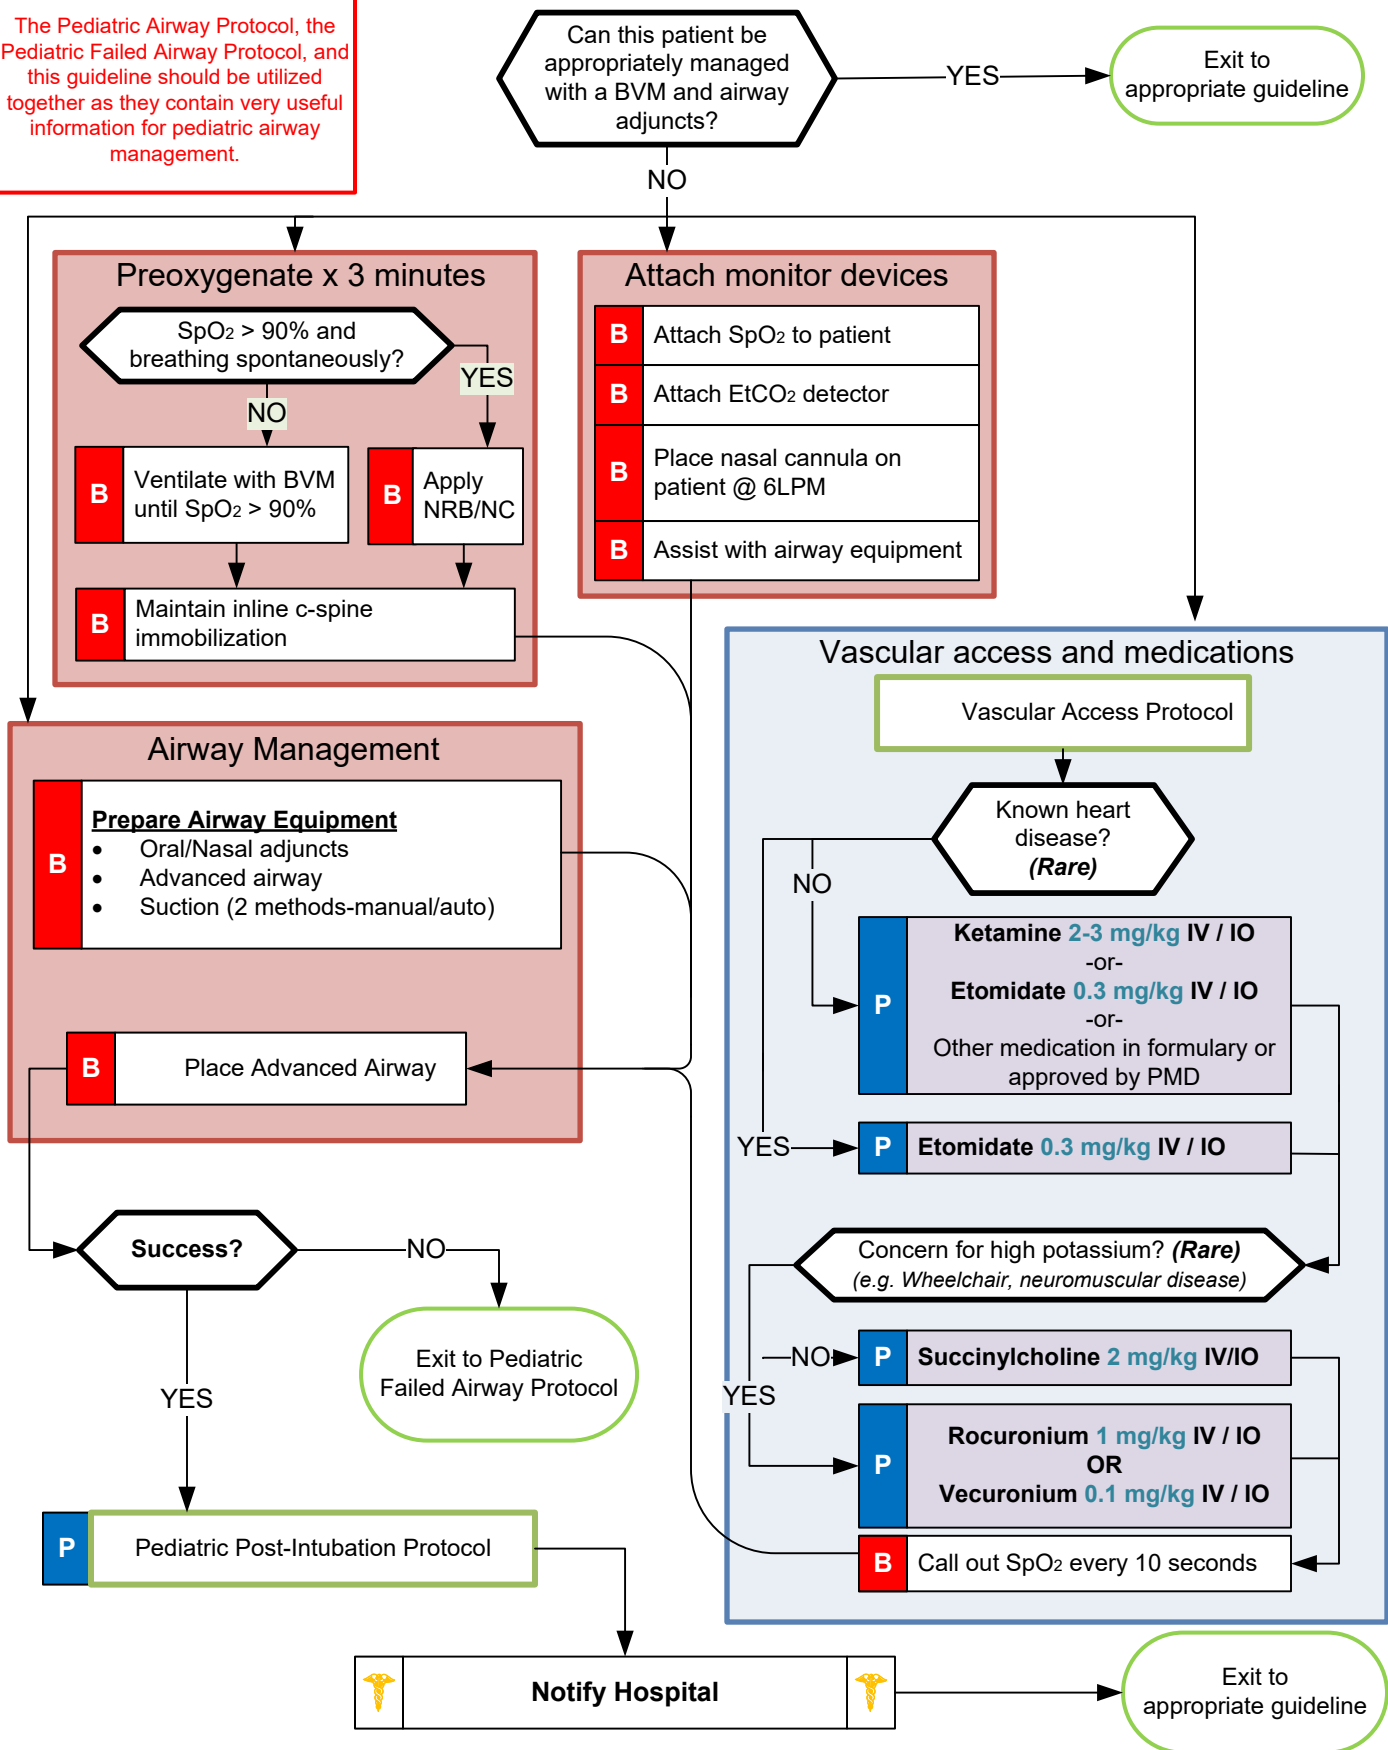 The Pediatric Airway Protocol, the
Pediatric Failed Airway Protocol, and
this guideline should be utilized
together as they contain very useful
information for pediatric airway
management.
Can this patient be
appropriately managed
with a BVM and airway
adjuncts?
YES
Exit to
appropriate guideline
NO
Preoxygenate x 3 minutes
SpO2 > 90% and
breathing spontaneously?
YES
NO
B
Ventilate with BVM
until SpO2 > 90%
B
Apply
NRB/NC
B
Maintain inline c-spine
immobilization
Attach monitor devices
B
Attach SpO2 to patient
B
Attach EtCO2 detector
B
Place nasal cannula on
patient @ 6LPM
B
Assist with airway equipment
Airway Management
B
Prepare Airway Equipment
• Oral/Nasal adjuncts
• Advanced airway
• Suction (2 methods-manual/auto)
B
Place Advanced Airway
Vascular access and medications
Vascular Access Protocol
Known heart
disease?
(Rare)
NO
P
Ketamine 2-3 mg/kg IV / IO
-or-
Etomidate 0.3 mg/kg IV / IO
-or-
Other medication in formulary or
approved by PMD
YES
P
Etomidate 0.3 mg/kg IV / IO
Concern for high potassium? (Rare)
(e.g. Wheelchair, neuromuscular disease)
NO
P
Succinylcholine 2 mg/kg IV/IO
YES
P
Rocuronium 1 mg/kg IV / IO
OR
Vecuronium 0.1 mg/kg IV / IO
B
Call out SpO2 every 10 seconds
Success?
NO
Exit to Pediatric
Failed Airway Protocol
YES
P
Pediatric Post-Intubation Protocol
Notify Hospital
Exit to
appropriate guideline